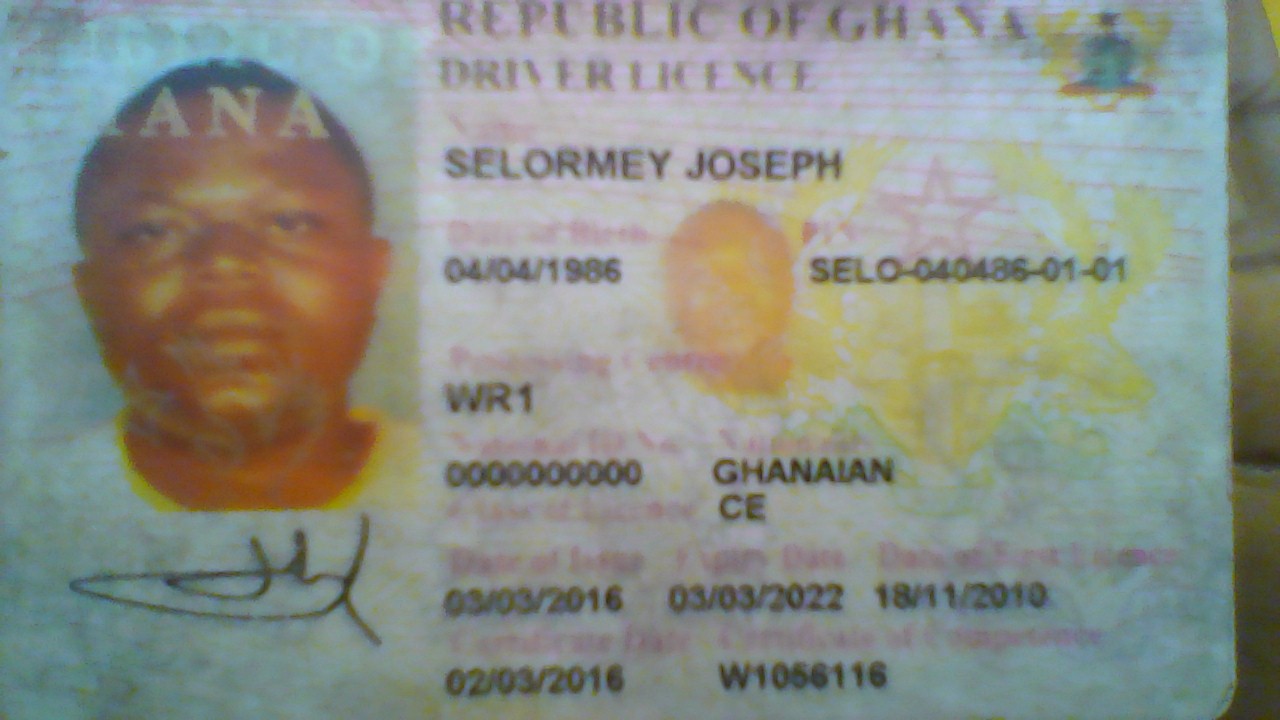 REPUBLIC OF GHANA
DRIVER LICENCE
ANA
Name
SELORMEY JOSEPH
Date of Birth PIN
04/04/1986 SELO-040486-01-01
Processing Centre
WR1
National ID No. Nationality
0000000000 GHANAIAN
Class of Licence CE
Date of Issue Expiry Date Date of First Licence
03/03/2016 03/03/2022 18/11/2010
Certificate Date Certificate of Competence
02/03/2016 W1056116